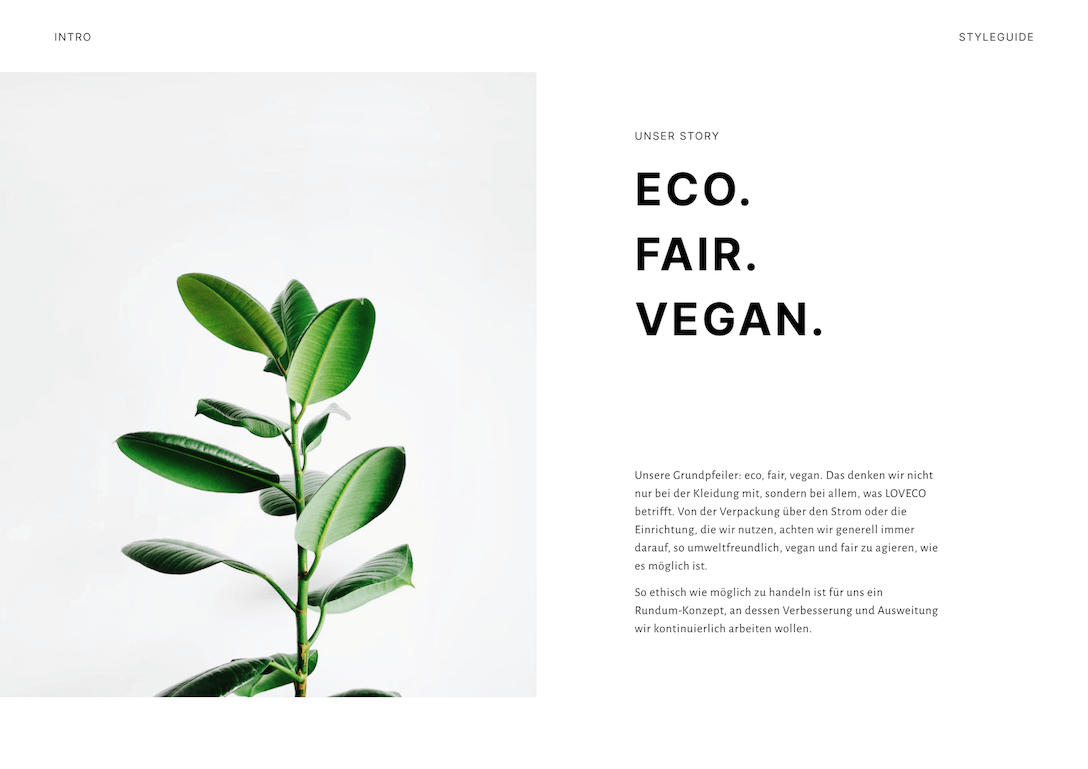 INTRO
STYLEGUIDE
UNSER STORY
ECO.
FAIR.
VEGAN.
Unsere Grundpfeiler: eco, fair, vegan. Das denken wir nicht
nur bei der Kleidung mit, sondern bei allem, was LOVECO
betrifft. Von der Verpackung über den Strom oder die
Einrichtung, die wir nutzen, achten wir generell immer
darauf, so umweltfreundlich, vegan und fair zu agieren, wie
es möglich ist.
So ethisch wie möglich zu handeln ist für uns ein
Rundum-Konzept, an dessen Verbesserung und Ausweitung
wir kontinuierlich arbeiten wollen.